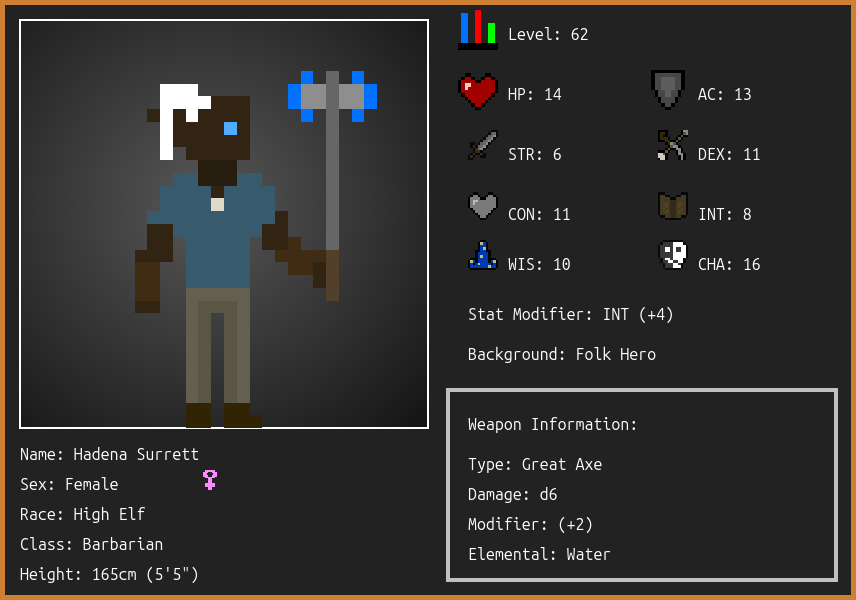 Level: 62
HP: 14
AC: 13
STR: 6
DEX: 11
CON: 11
INT: 8
WIS: 10
CHA: 16
Stat Modifier: INT (+4)
Background: Folk Hero
Name: Hadena Surrett
Sex: Female
Race: High Elf
Class: Barbarian
Height: 165cm (5'5")
Weapon Information:
Type: Great Axe
Damage: d6
Modifier: (+2)
Elemental: Water